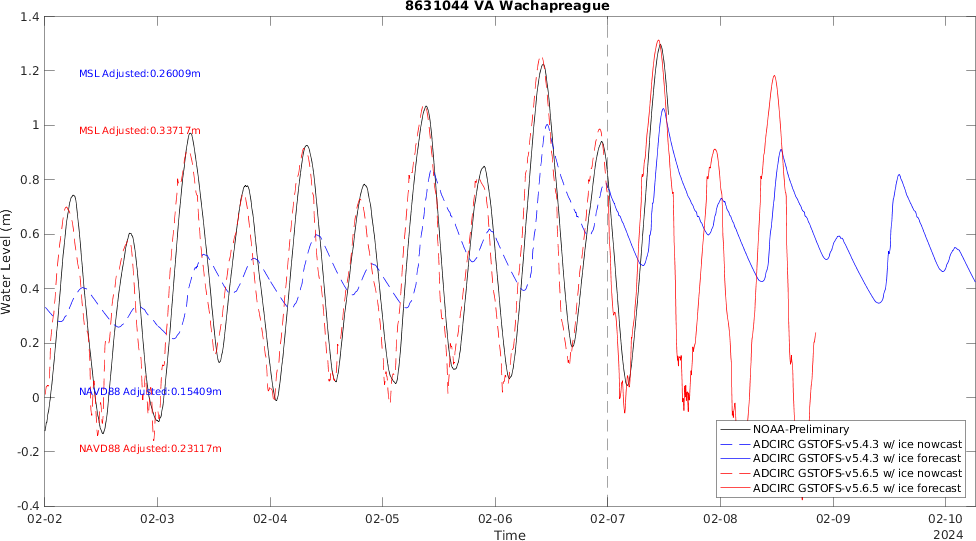 8631044 VA Wachapreague
1.4
1.2
1
0.8
0.6
0.4
0.2
0
-0.2
-0.4
Water Level (m)
MSL Adjusted:0.26009m
MSL Adjusted:0.33717m
NAVD88 Adjusted:0.15409m
NAVD88 Adjusted:0.23117m
NOAA-Preliminary
ADCIRC GSTOFS-v5.4.3 w/ ice nowcast
ADCIRC GSTOFS-v5.4.3 w/ ice forecast
ADCIRC GSTOFS-v5.6.5 w/ ice nowcast
ADCIRC GSTOFS-v5.6.5 w/ ice forecast
02-02 02-03 02-04 02-05 02-06 02-07 02-08 02-09 02-10
Time
2024